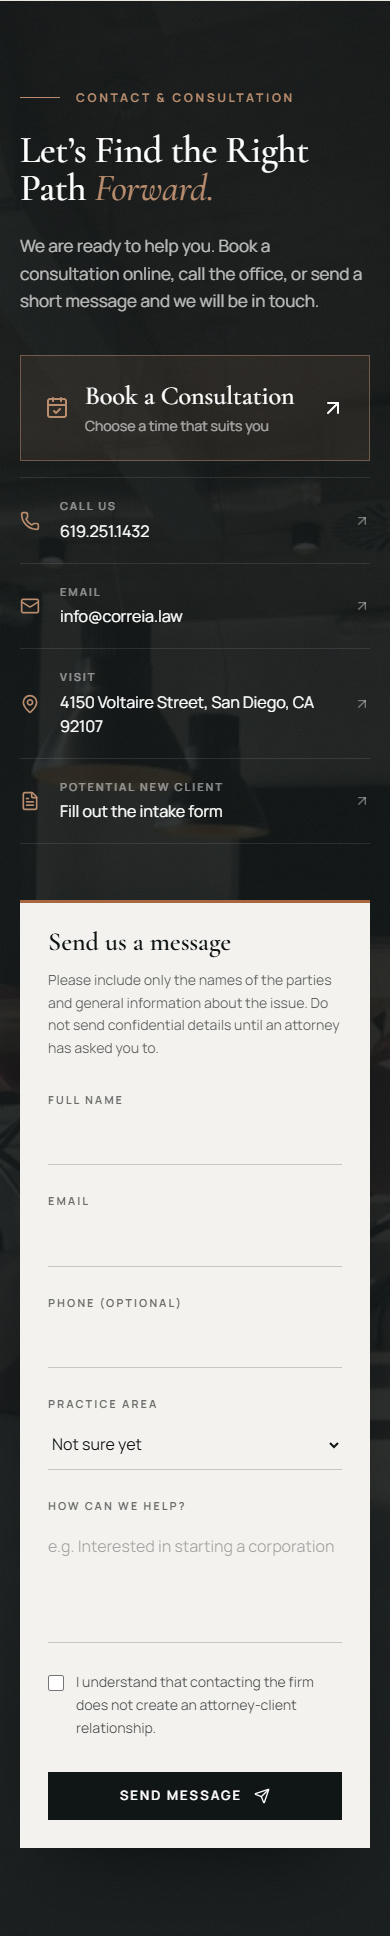 CONTACT & CONSULTATION
Let’s Find the Right
Path Forward.
We are ready to help you. Book a
consultation online, call the office, or send a
short message and we will be in touch.
Book a Consultation
Choose a time that suits you
CALL US
619.251.1432
EMAIL
info@correia.law
VISIT
4150 Voltaire Street, San Diego, CA
92107
POTENTIAL NEW CLIENT
Fill out the intake form
Send us a message
Please include only the names of the parties
and general information about the issue. Do
not send confidential details until an attorney
has asked you to.
FULL NAME
EMAIL
PHONE (OPTIONAL)
PRACTICE AREA
Not sure yet
HOW CAN WE HELP?
e.g. Interested in starting a corporation
I understand that contacting the firm
does not create an attorney-client
relationship.
SEND MESSAGE